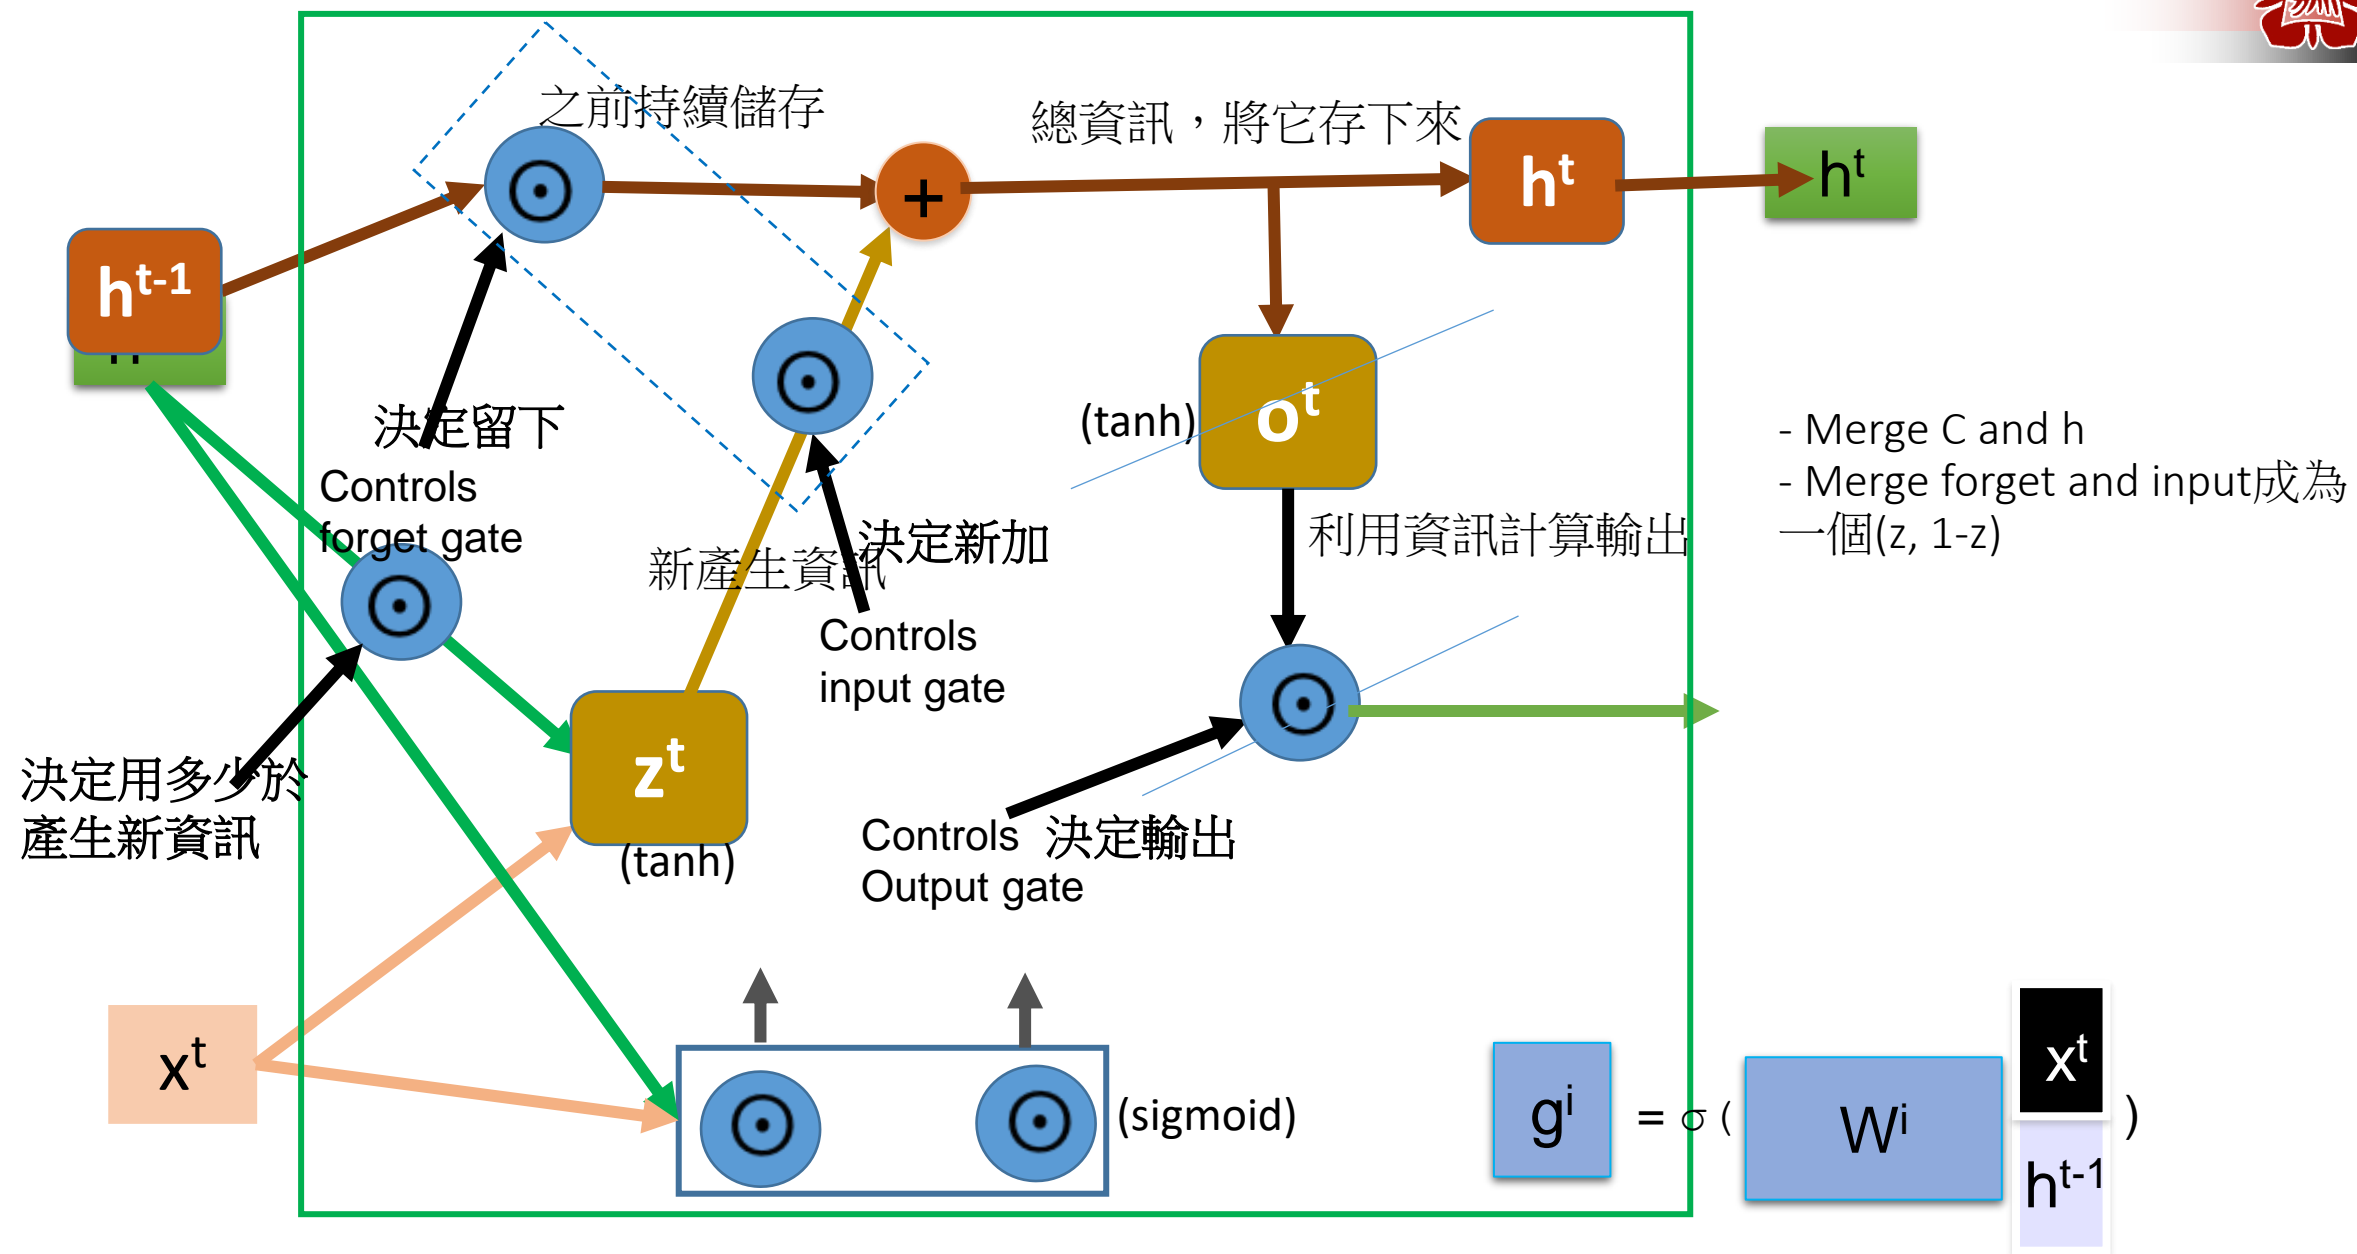 之前持續儲存
總資訊，將它存下來
h^t
h^t
+
h^t-1
決定留下
Controls
forget gate
(tanh)
o^t
- Merge C and h
- Merge forget and input成為
一個(z, 1-z)
決定新加
新產生資訊
利用資訊計算輸出
Controls
input gate
z^t
(tanh)
決定用多少於
產生新資訊
Controls 決定輸出
Output gate
x^t
(sigmoid)
g^i = σ ( W^i x^t )
h^t-1